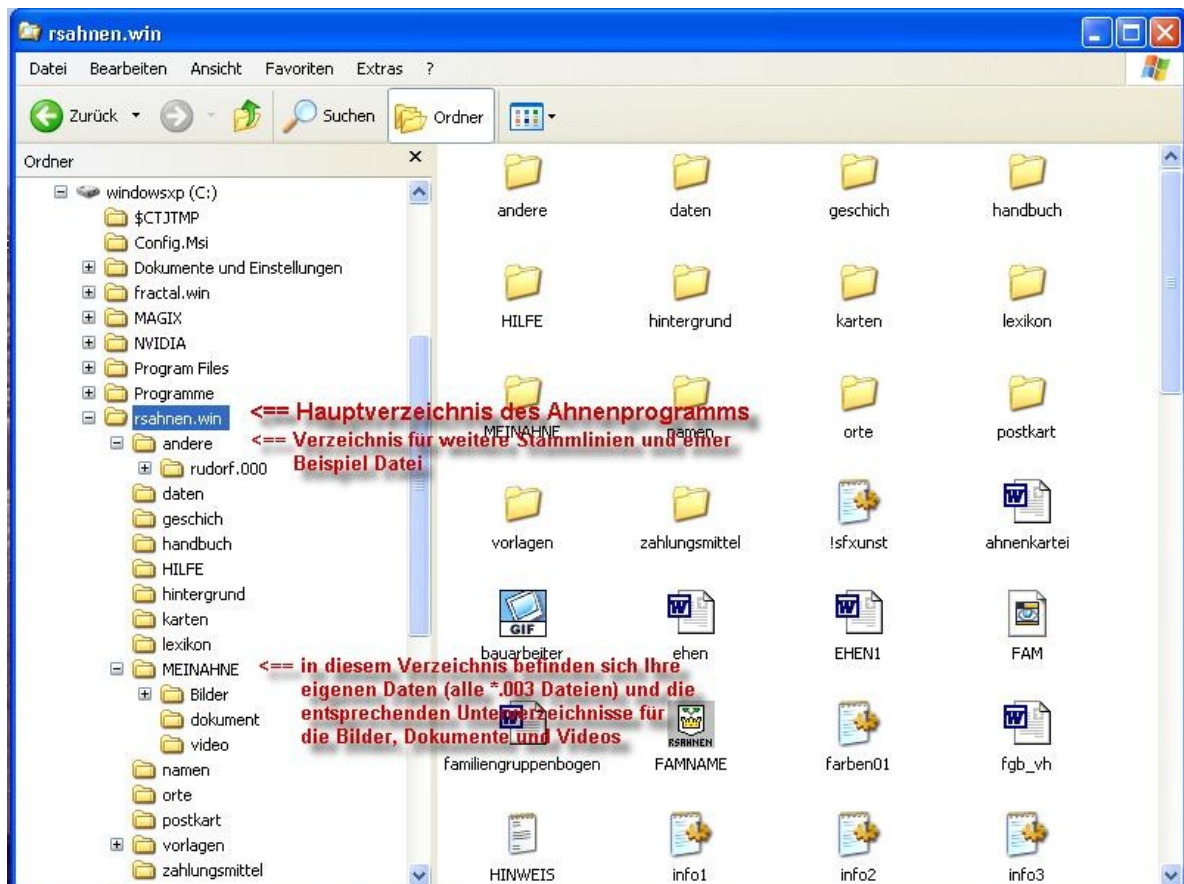 rsahnen.win
Datei Bearbeiten Ansicht Favoriten Extras ?
Zurück Suchen Ordner
Ordner
windowsxp (C:)
$CTJTMP
Config.Msi
Dokumente und Einstellungen
fractal.win
MAGIX
NVIDIA
Program Files
Programme
rsahnen.win <== Hauptverzeichnis des Ahnenprogramms
andere <== Verzeichnis für weitere Stammlinien und einer
Beispiel Datei
rudorf.000
daten
geschich
handbuch
HILFE
hintergrund
karten
lexikon
MEINAHNE <== in diesem Verzeichnis befinden sich Ihre
eigenen Daten (alle *.003 Dateien) und die
entsprechenden Unterverzeichnisse für
die Bilder, Dokumente und Videos
Bilder
dokument
video
namen
orte
postkart
vorlagen
zahlungsmittel
andere daten geschich handbuch
HILFE hintergrund karten lexikon
MEINAHNE namen orte postkart
vorlagen zahlungsmittel !sfxunst ahnenkartei
GIF
bauarbeiter ehen EHEN1 FAM
RSAHNEN
familiengruppenbogen FAMNAME farben01 fgb_vh
HINWEIS info1 info2 info3